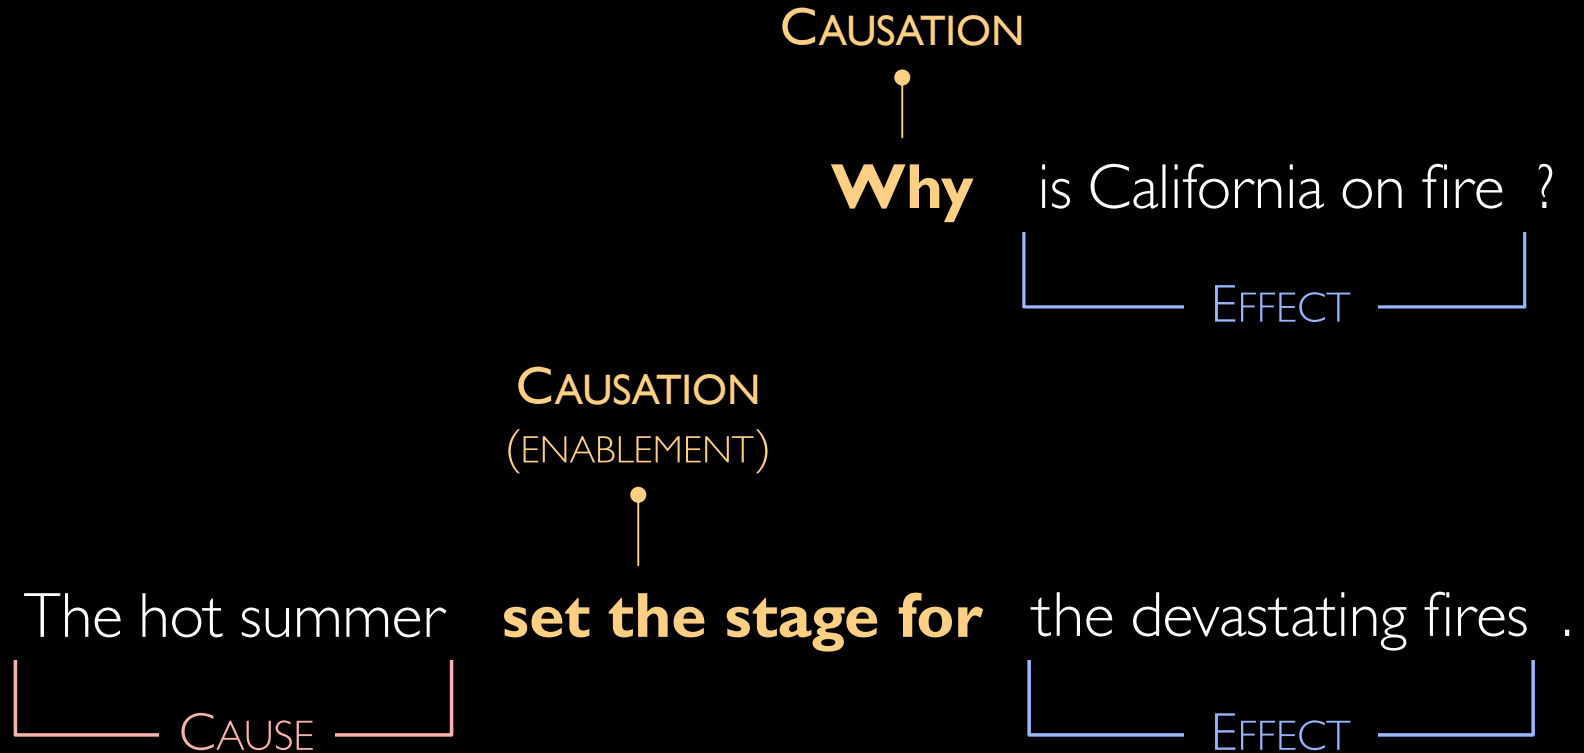 CAUSATION
Why is California on fire ?
EFFECT
CAUSATION
(ENABLEMENT)
The hot summer set the stage for the devastating fires .
CAUSE EFFECT